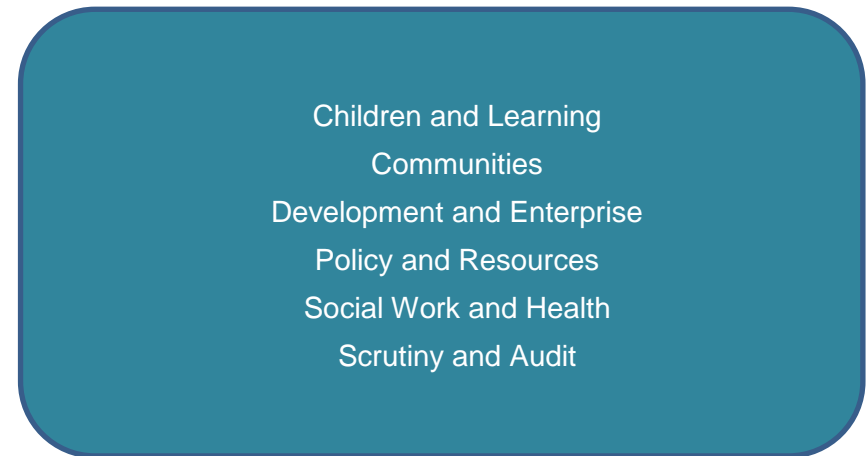 Children and Learning
Communities
Development and Enterprise
Policy and Resources
Social Work and Health
Scrutiny and Audit